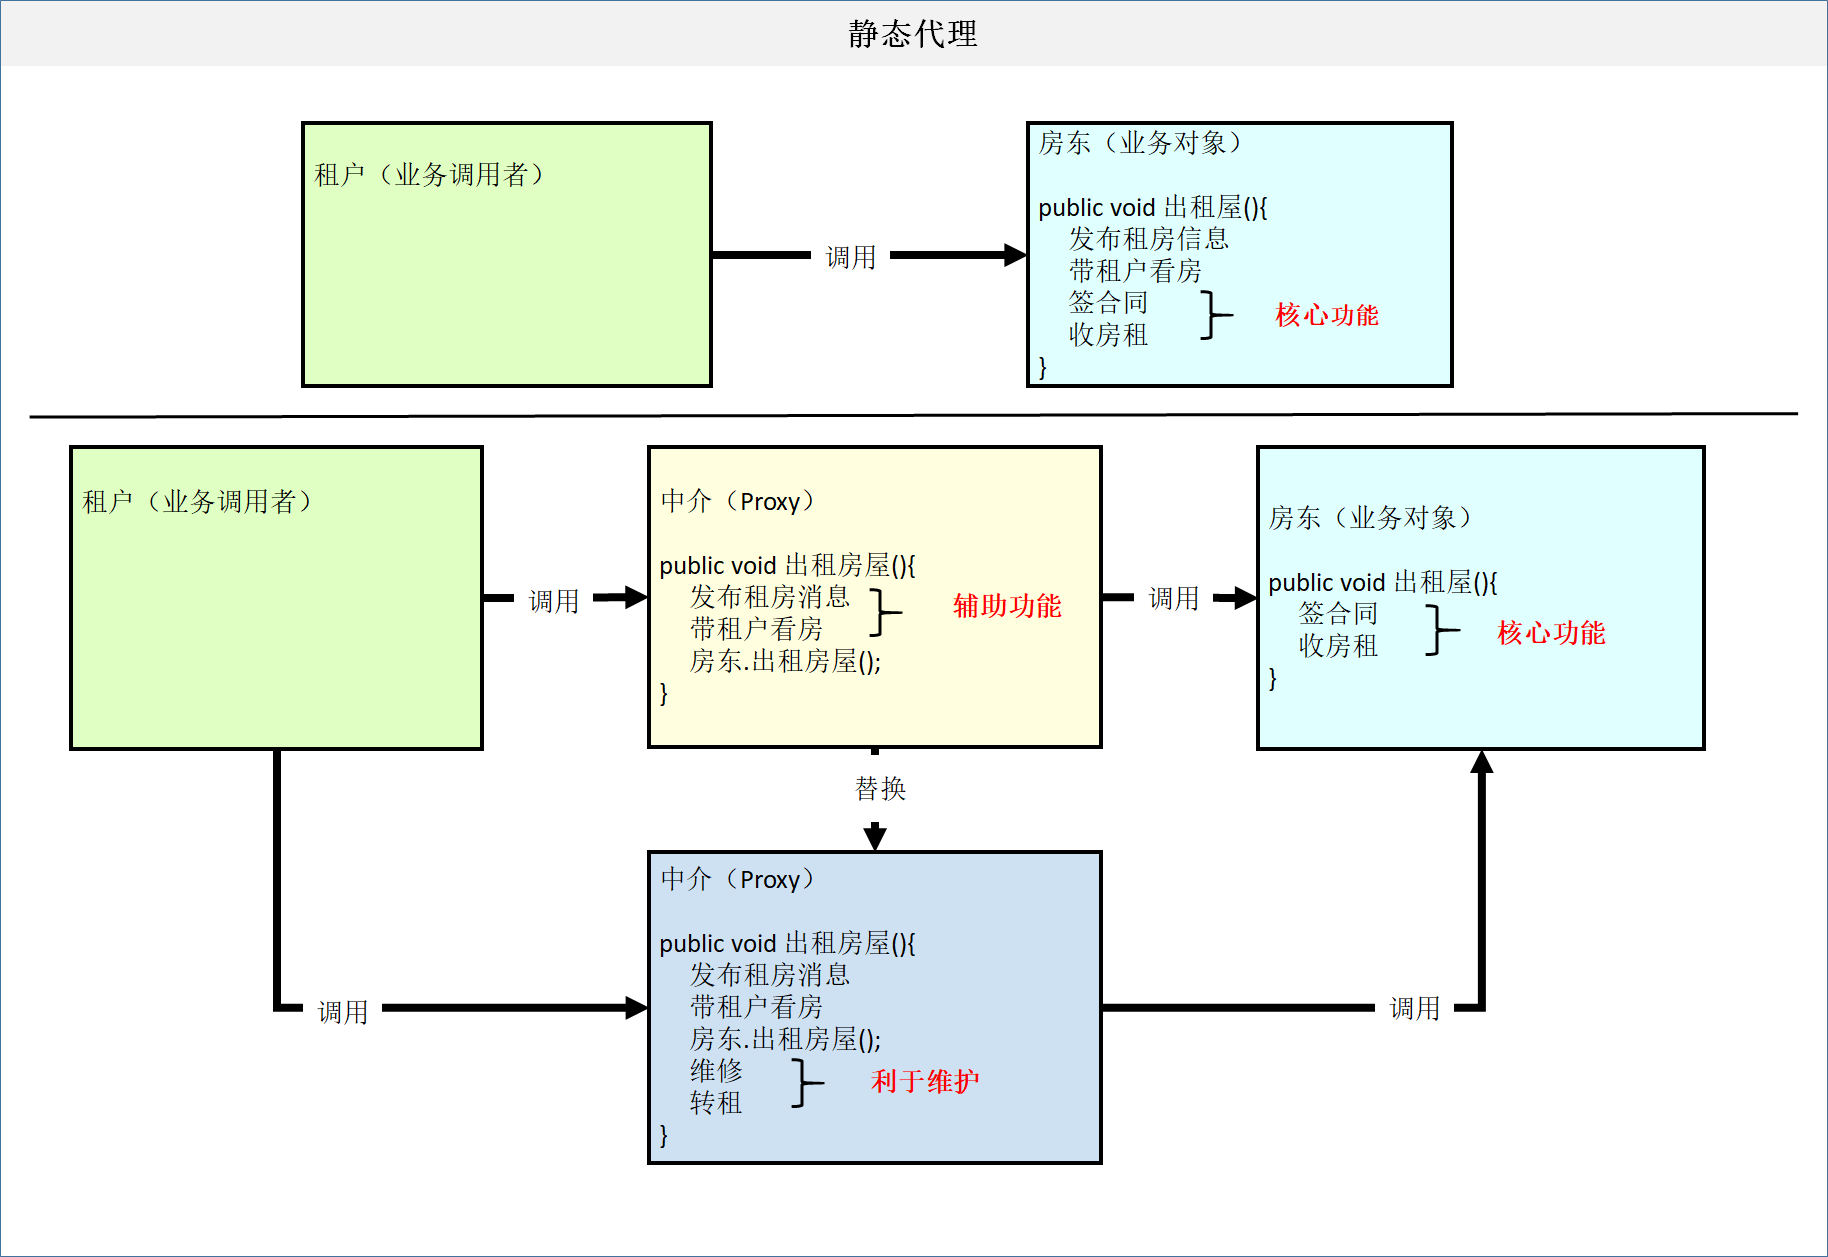 静态代理
租户（业务调用者）
调用
房东（业务对象）
public void 出租屋(){
发布租房信息
带租户看房
签合同
收房租
}
核心功能
租户（业务调用者）
调用
中介（Proxy）
public void 出租房屋(){
发布租房消息
带租户看房
房东.出租房屋();
}
辅助功能
调用
房东（业务对象）
public void 出租屋(){
签合同
收房租
}
核心功能
替换
调用
中介（Proxy）
public void 出租房屋(){
发布租房消息
带租户看房
房东.出租房屋();
维修
转租
}
利于维护
调用